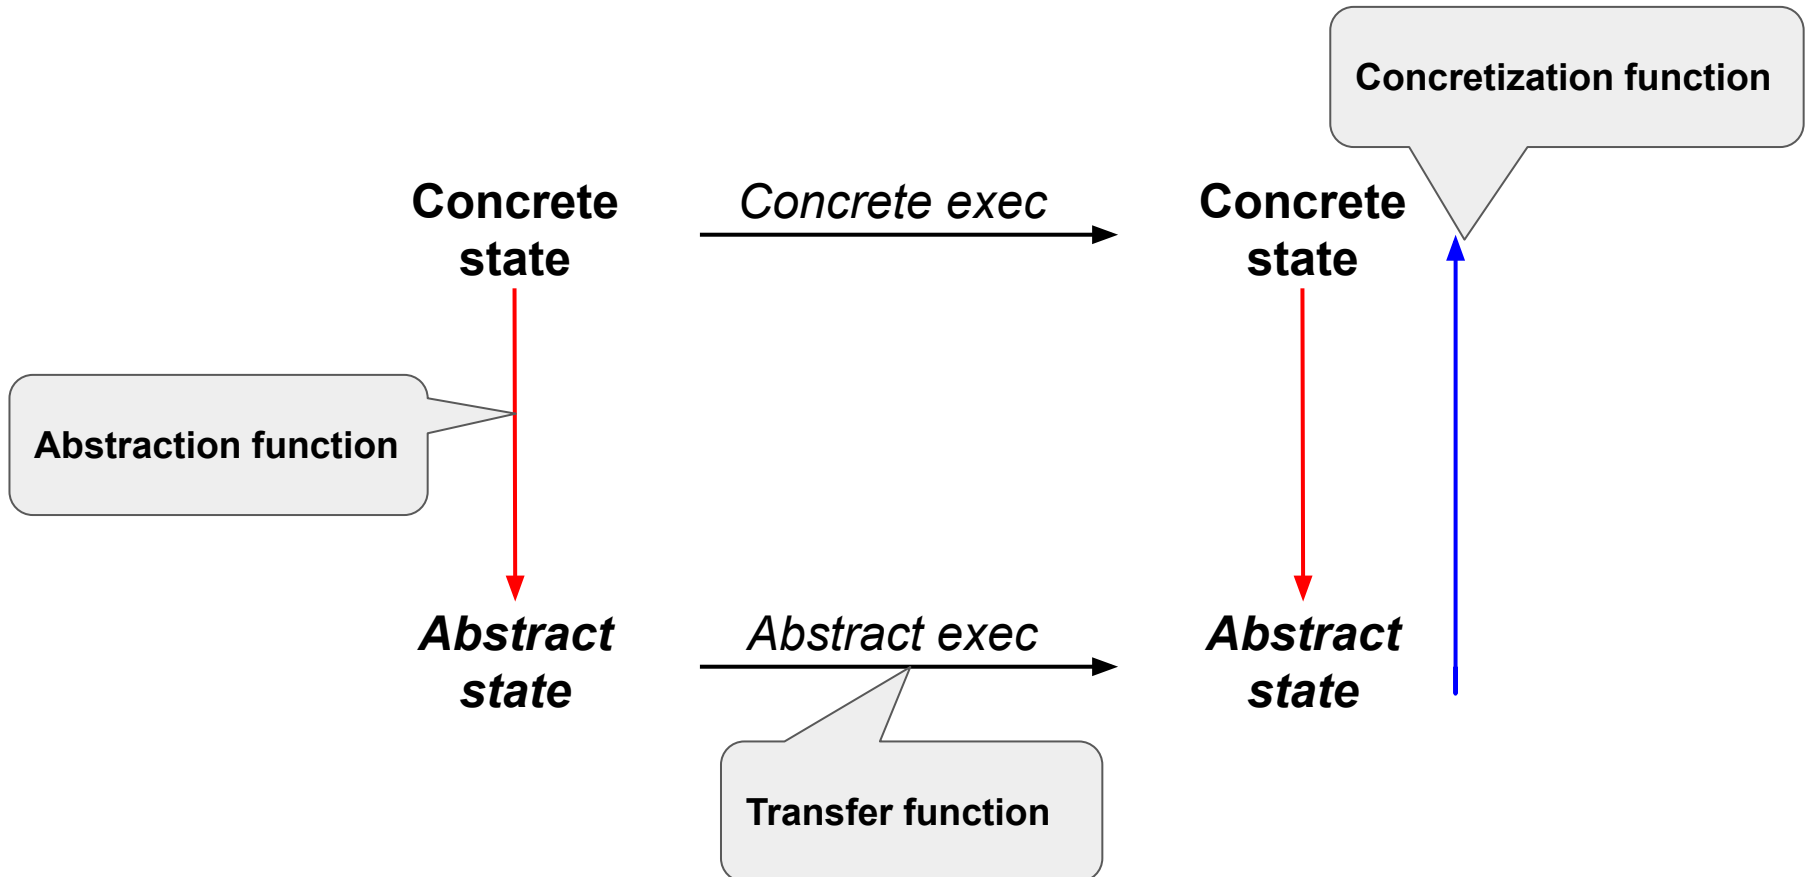 Concretization function
Concrete
state
Concrete exec
Concrete
state
Abstraction function
Abstract
state
Abstract exec
Abstract
state
Transfer function